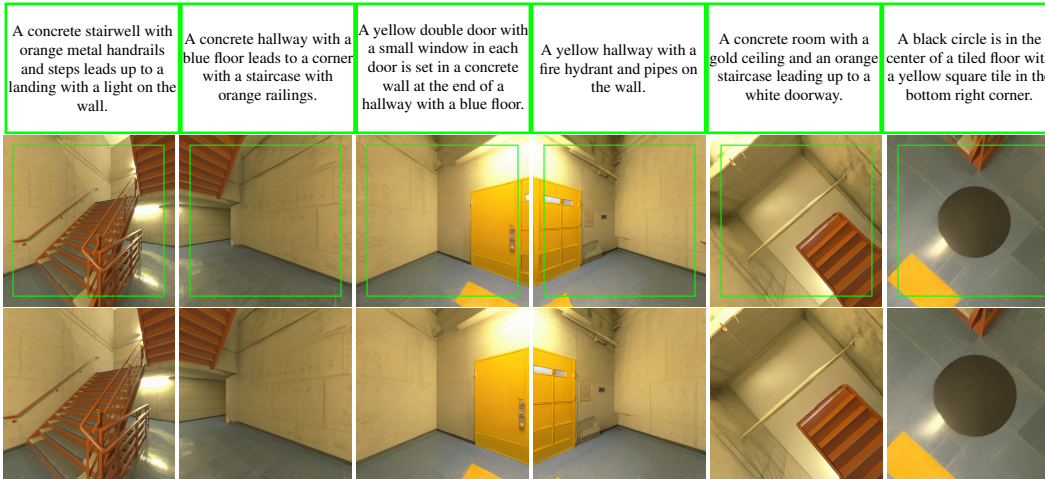 A concrete stairwell with
orange metal handrails
and steps leads up to a
landing with a light on the
wall.
A concrete hallway with a
blue floor leads to a corner
with a staircase with
orange railings.
A yellow double door with
a small window in each
door is set in a concrete
wall at the end of a
hallway with a blue floor.
A yellow hallway with a
fire hydrant and pipes on
the wall.
A concrete room with a
gold ceiling and an orange
staircase leading up to a
white doorway.
A black circle is in the
center of a tiled floor with
a yellow square tile in the
bottom right corner.